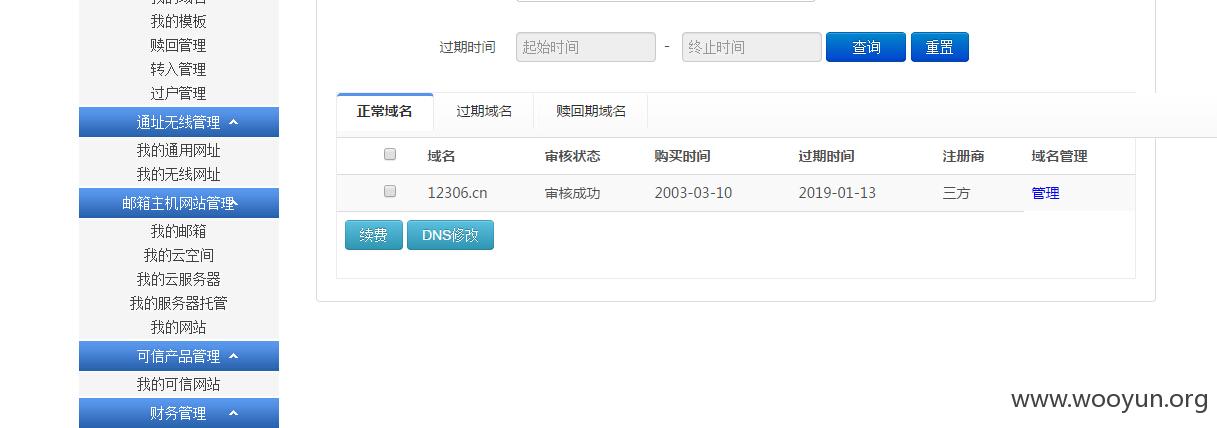 我的模板
赎回管理
转入管理
过户管理
通址无线管理
我的通用网址
我的无线网址
邮箱主机网站管理
我的邮箱
我的云空间
我的云服务器
我的服务器托管
我的网站
可信产品管理
我的可信网站
财务管理
过期时间 起始时间 - 终止时间 查询 重置
正常域名 过期域名 赎回期域名
域名 审核状态 购买时间 过期时间 注册商 域名管理
12306.cn 审核成功 2003-03-10 2019-01-13 三方 管理
续费 DNS修改
www.wooyun.org